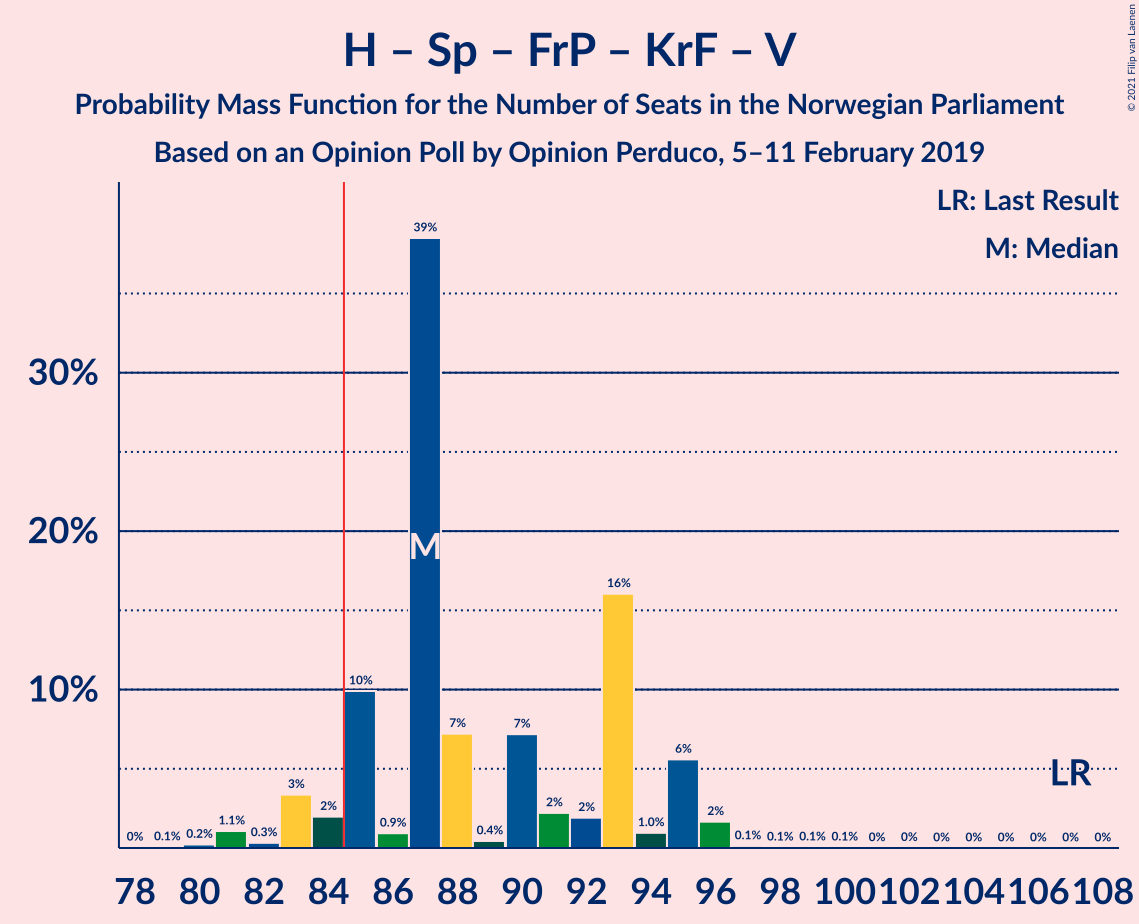 H – Sp – FrP – KrF – V
Probability Mass Function for the Number of Seats in the Norwegian Parliament
Based on an Opinion Poll by Opinion Perduco, 5–11 February 2019
© 2021 Filip van Laenen
LR: Last Result
M: Median
30%
20%
10%
0% 0.1% 0.2% 1.1% 0.3% 3% 2% 10% 0.9% 39% 7% 0.4% 7% 2% 2% 16% 1.0% 6% 2% 0.1% 0.1% 0.1% 0.1% 0% 0% 0% 0% 0% 0% 0% 0%
M
LR
78 80 82 84 86 88 90 92 94 96 98 100 102 104 106 108